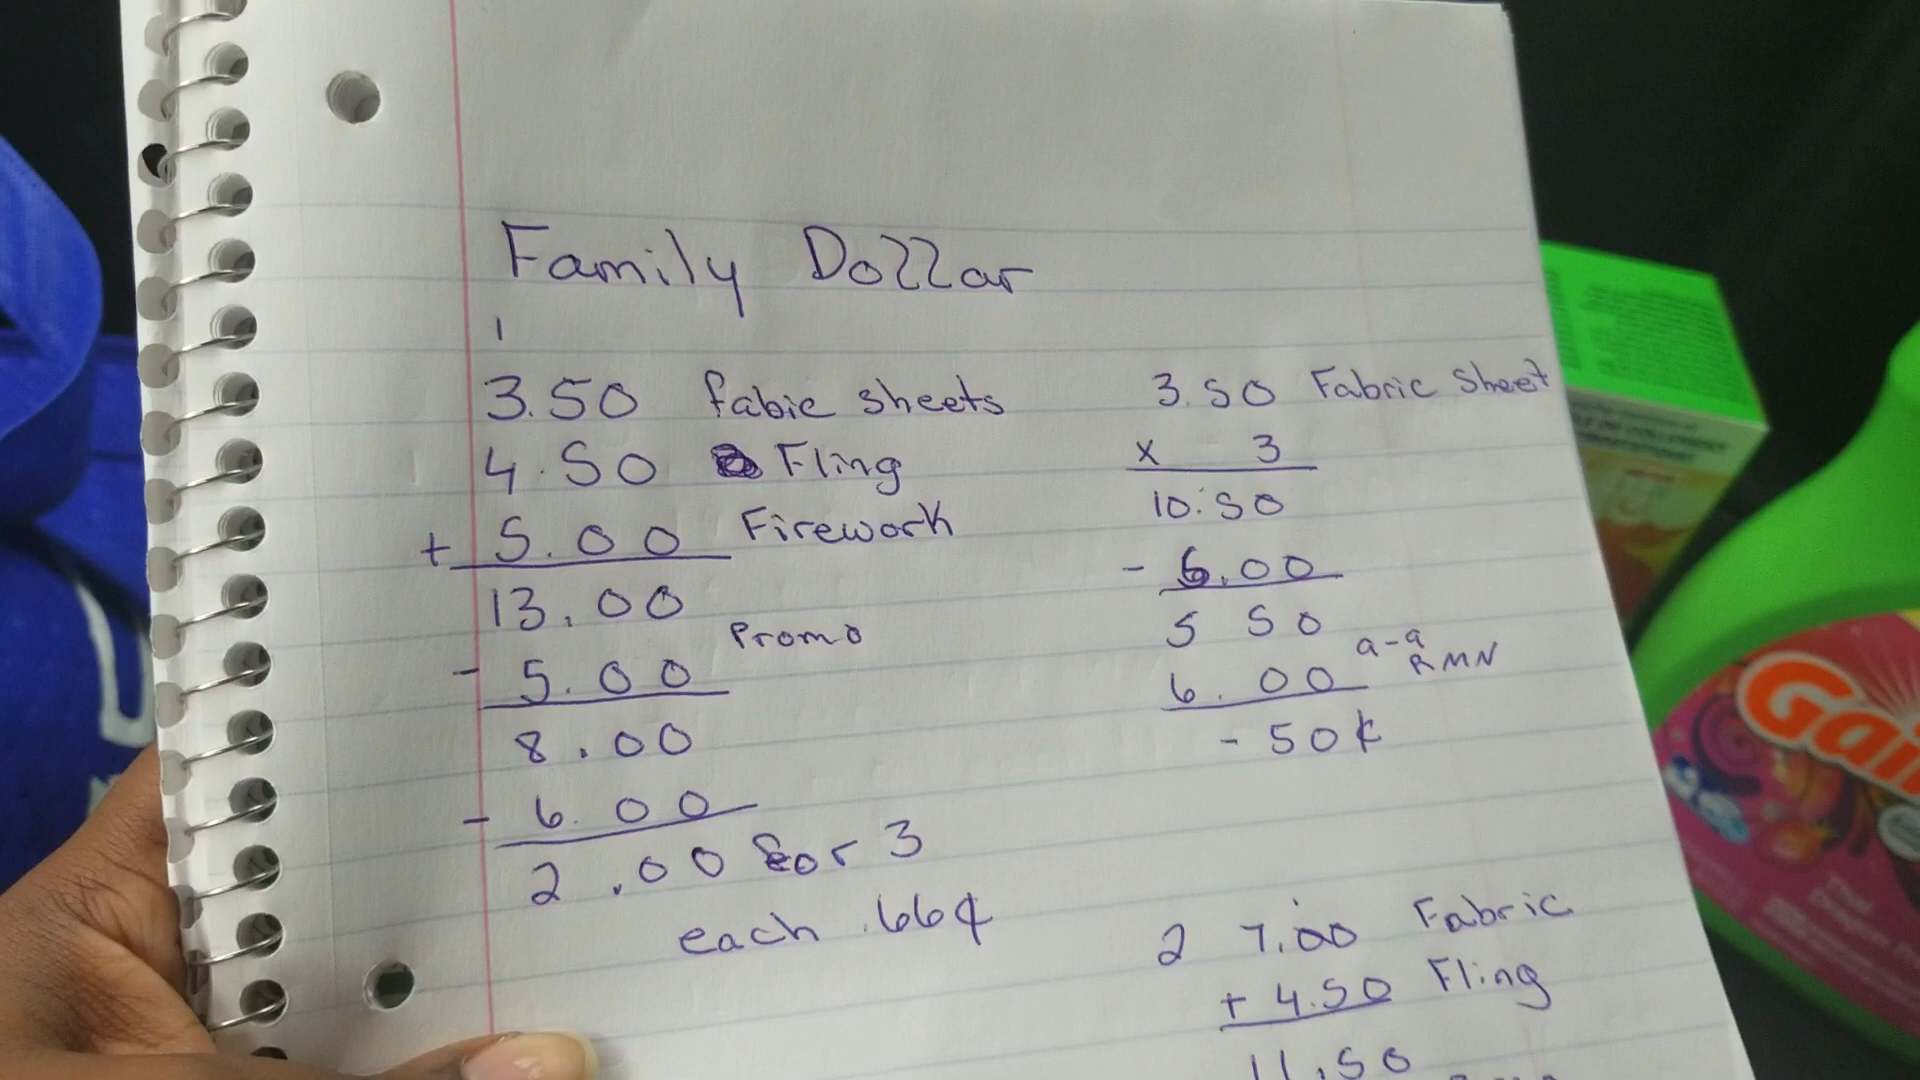 Family Dollar
1
3.50 fabic sheets
4.50 Fling
+ 5.00 Firework
13.00
Promo
- 5.00
8.00
- 6.00
2.00 for 3
each .66¢
3.50 Fabric Sheet
x 3
10.50
- 6.00
5 50
a-a
RMN
6.00
- 50¢
2 7.00 Fabric
+ 4.50 Fling
11.50
Gain